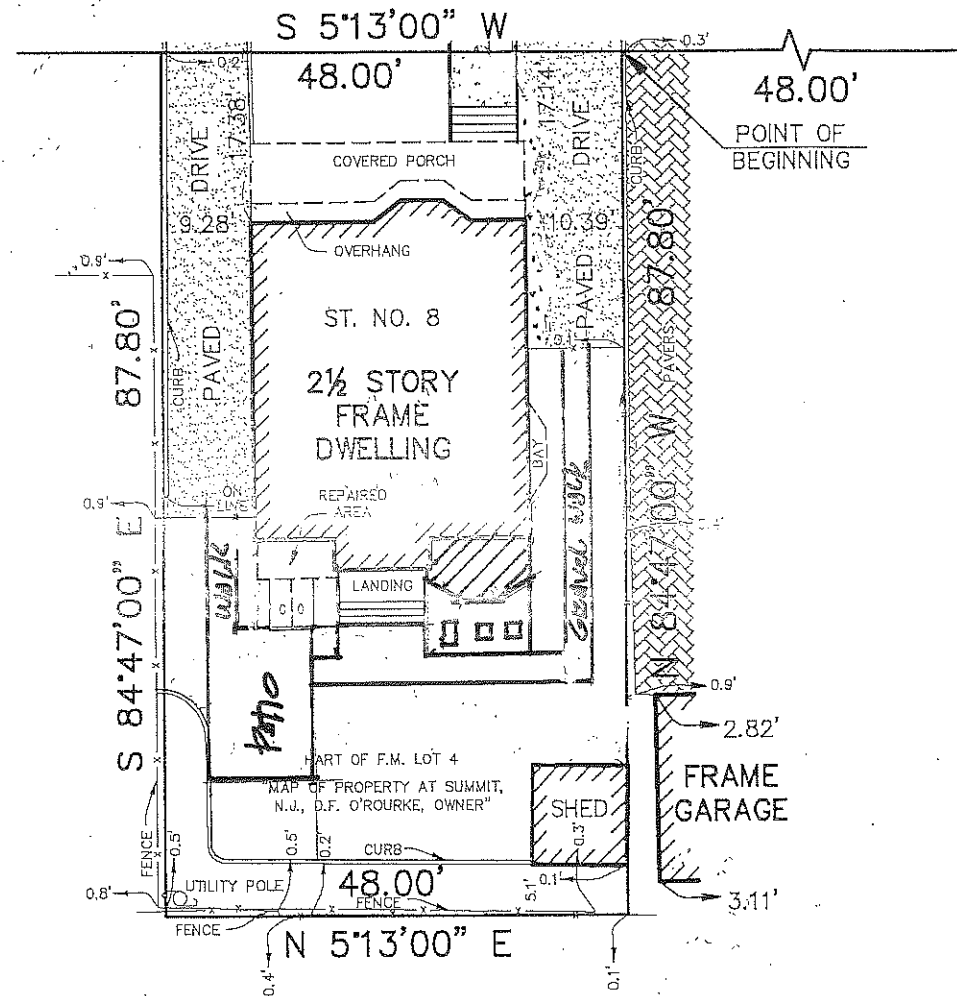 S 5°13'00" W
0.2'
48.00'
0.3'
48.00'
POINT OF
BEGINNING
17.38'
17.14'
DRIVE
DRIVE
CURB
COVERED PORCH
9.28'
10.39'
OVERHANG
0.9'
ST. NO. 8
87.80'
87.80'
PAVED
PAVED
PAVERS
CURB
0.1'
2½ STORY
FRAME
DWELLING
BAY
ON
LINE
REPAIRED
AREA
0.9'
Walk
Gravel Walk
LANDING
C C
S 84°47'00" E
N 84°47'00" W
0.9'
2.82'
Patio
PART OF F.M. LOT 4
"MAP OF PROPERTY AT SUMMIT,
N.J., D.F. O'ROURKE, OWNER"
SHED
FRAME
GARAGE
FENCE
0.5'
0.5'
0.2'
0.3'
CURB
0.8'
UTILITY POLE
48.00'
5.1'
0.1'
3.11'
FENCE
FENCE
N 5°13'00" E
0.4'
0.1'